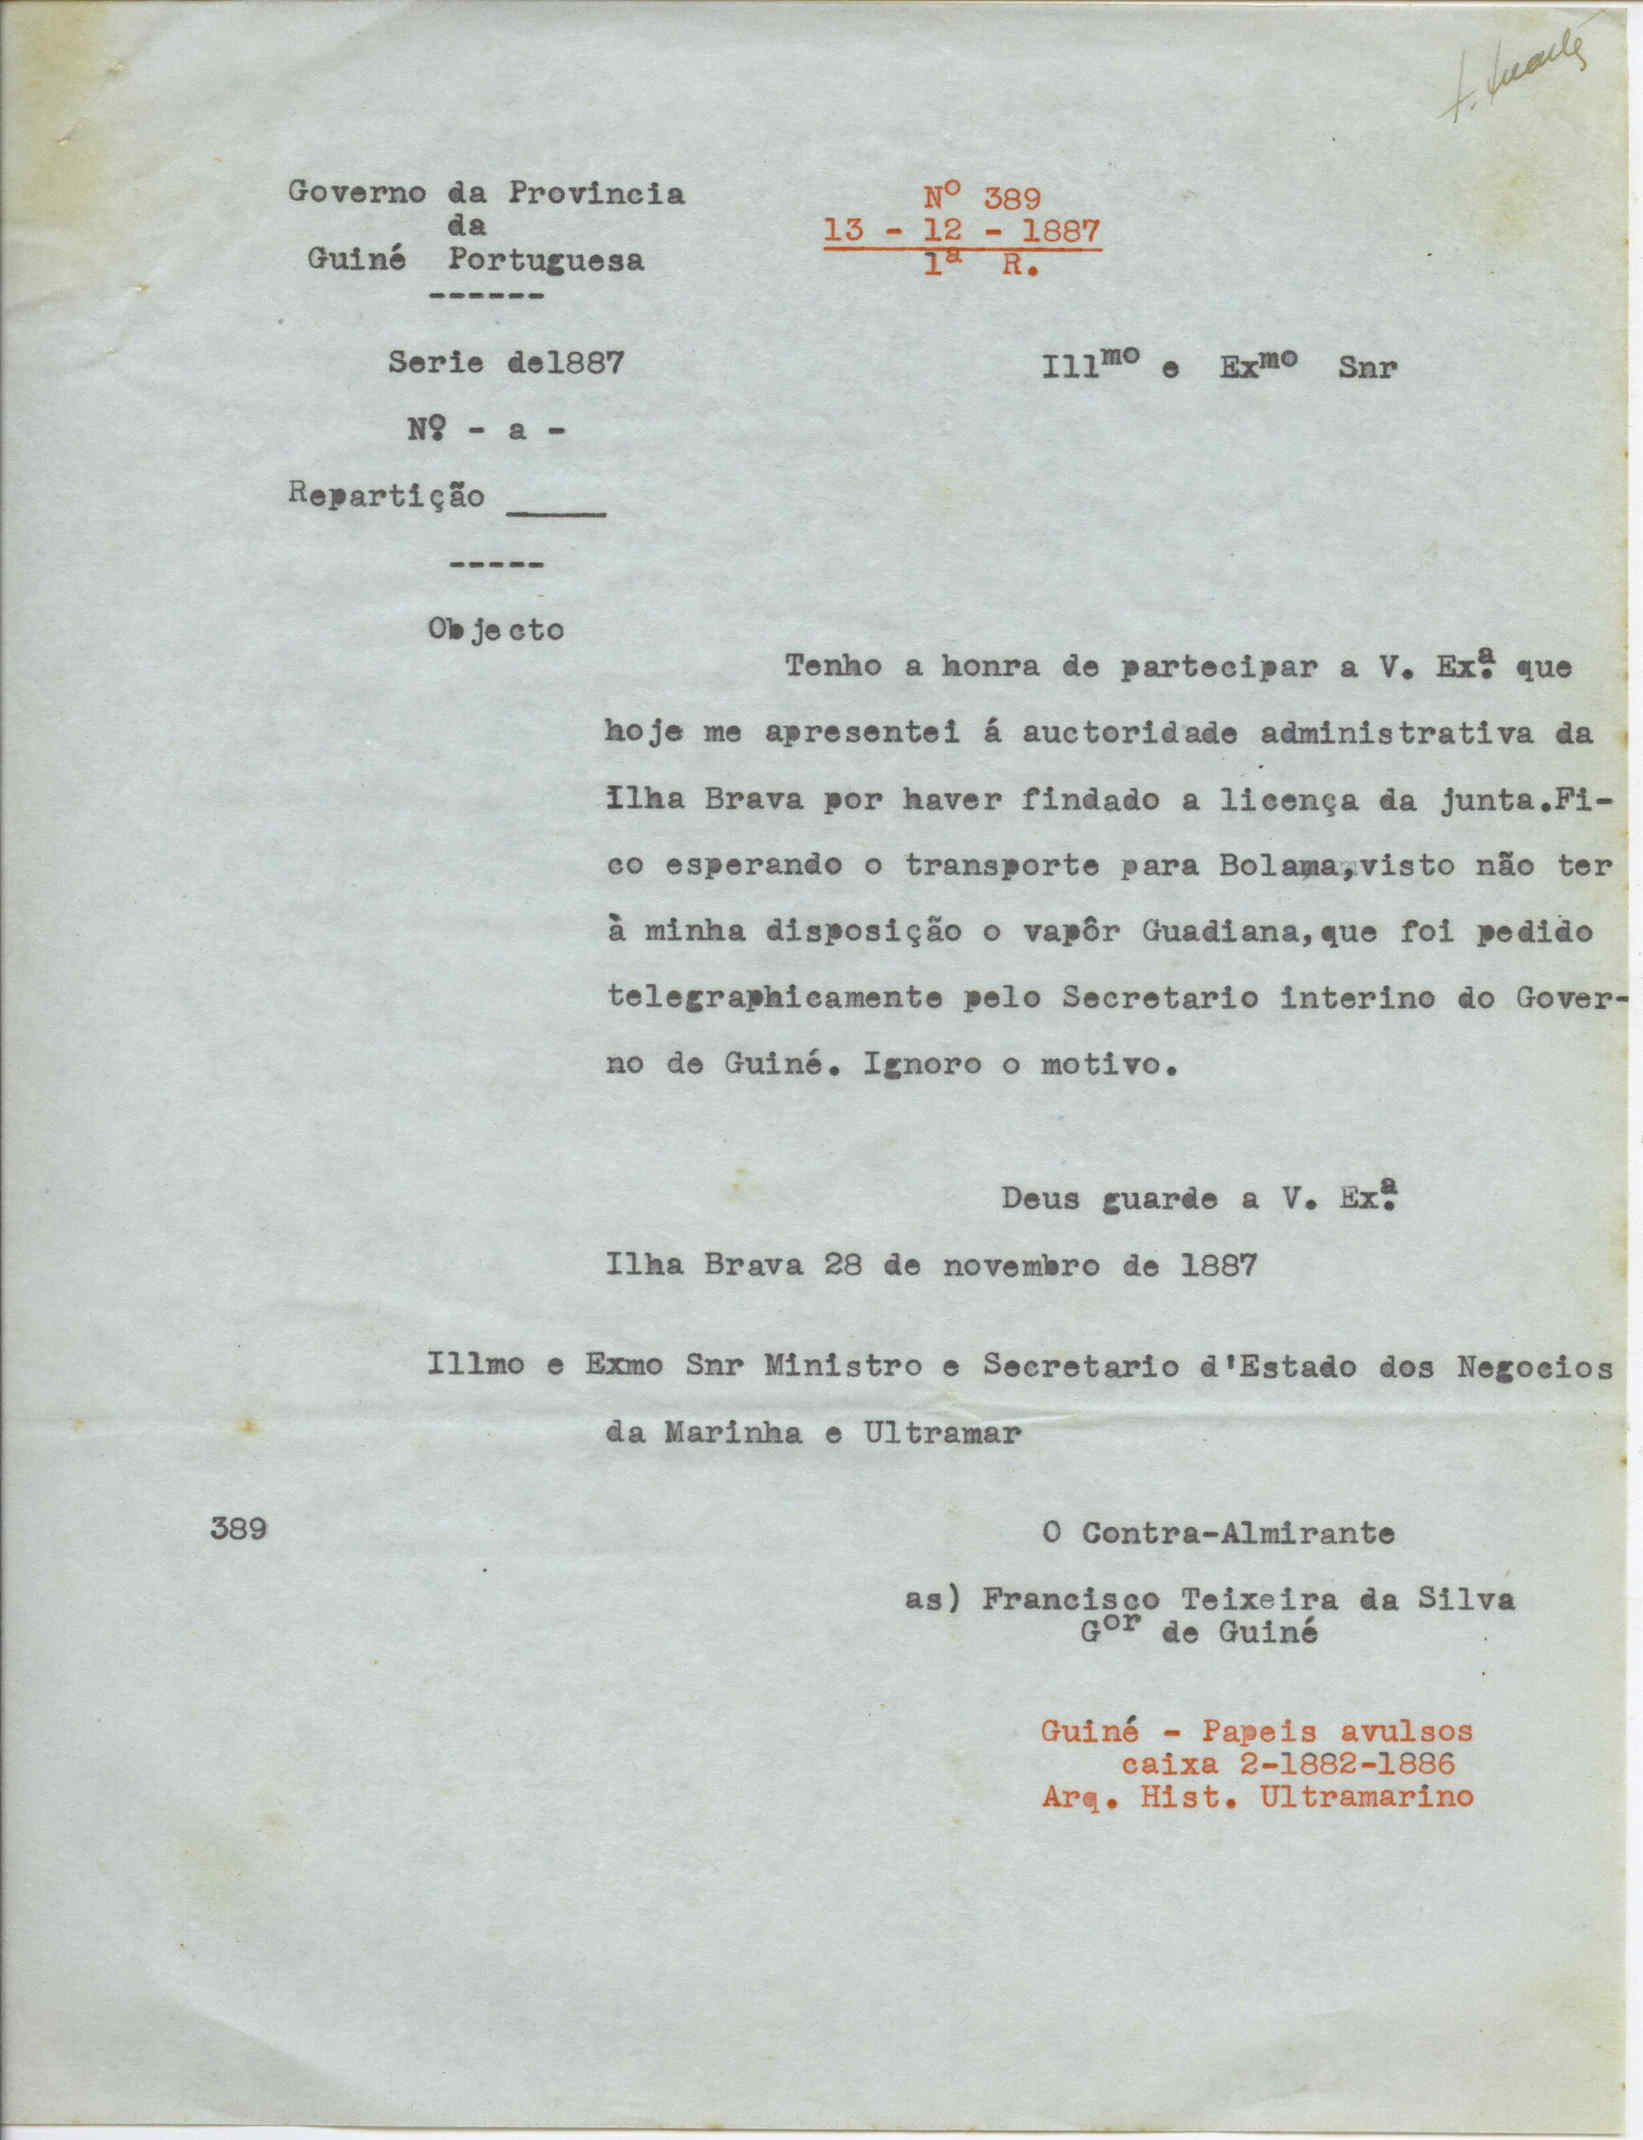 Governo da Provincia
da
Guiné Portuguesa
------
Nº 389
13 - 12 - 1887
1ª R.
Serie de1887
Illmo e Exmo Snr
Nº - a -
Repartição _____
-----
Objecto
Tenho a honra de partecipar a V. Exª que
hoje me apresentei á auctoridade administrativa da
Ilha Brava por haver findado a licença da junta.Fi-
co esperando o transporte para Bolama,visto não ter
à minha disposição o vapôr Guadiana,que foi pedido
telegraphicamente pelo Secretario interino do Gover-
no de Guiné. Ignoro o motivo.
Deus guarde a V. Exª
Ilha Brava 28 de novembro de 1887
Illmo e Exmo Snr Ministro e Secretario d'Estado dos Negocios
da Marinha e Ultramar
389
O Contra-Almirante
as) Francisco Teixeira da Silva
Gor de Guiné
Guiné - Papeis avulsos
caixa 2-1882-1886
Arq. Hist. Ultramarino